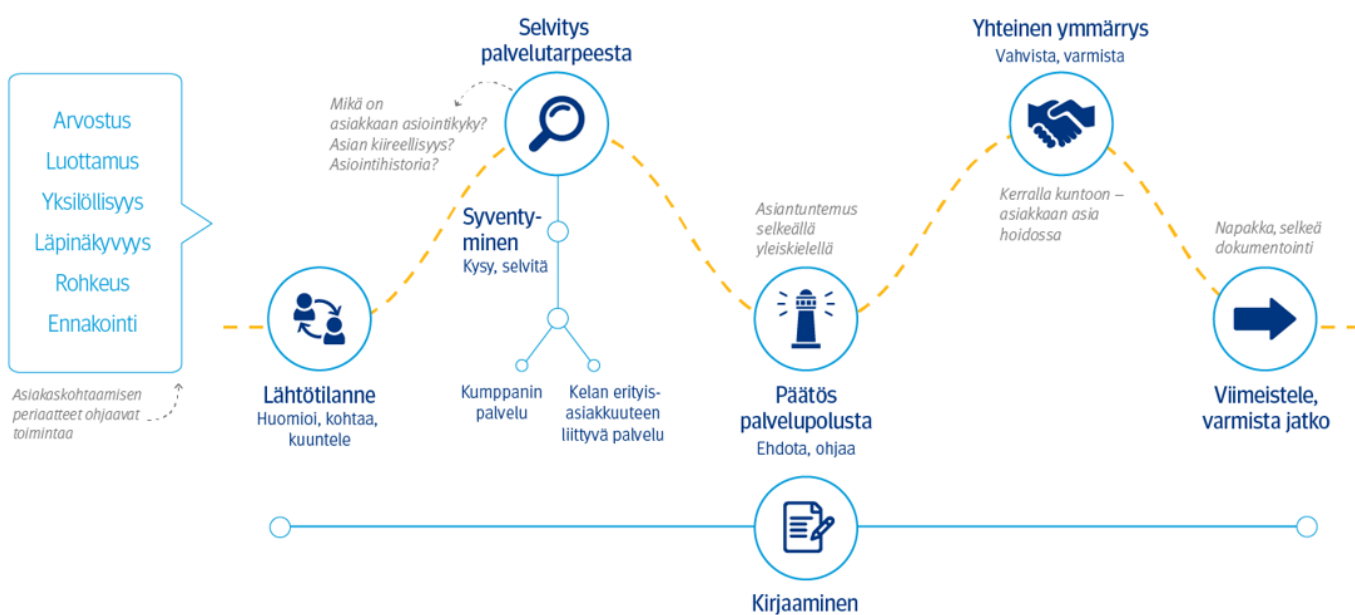 Arvostus
Luottamus
Yksilöllisyys
Läpinäkyvyys
Rohkeus
Ennakointi
Asiakaskohtaamisen
periaatteet ohjaavat
toimintaa
Lähtötilanne
Huomioi, kohtaa,
kuuntele
Selvitys
palvelutarpeesta
Mikä on
asiakkaan asiointikyky?
Asian kiireellisyys?
Asiointihistoria?
Syventy-
minen
Kysy, selvitä
Kumppanin
palvelu
Kelan erityis-
asiakkuuteen
liittyvä palvelu
Asiantuntemus
selkeällä
yleiskielellä
Päätös
palvelupolusta
Ehdota, ohjaa
Yhteinen ymmärrys
Vahvista, varmista
Kerralla kuntoon –
asiakkaan asia
hoidossa
Napakka, selkeä
dokumentointi
Viimeistele,
varmista jatko
Kirjaaminen